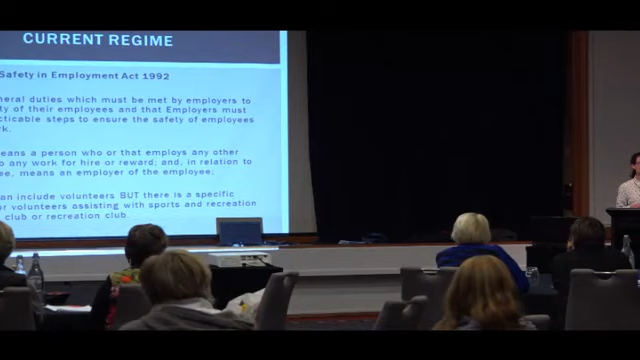 CURRENT REGIME
Safety in Employment Act 1992
neral duties which must be met by employers to
ty of their employees and that Employers must
cticable steps to ensure the safety of employees
rk.
eans a person who or that employs any other
o any work for hire or reward; and, in relation to
ee, means an employer of the employee;
an include volunteers BUT there is a specific
or volunteers assisting with sports and recreation
club or recreation club.